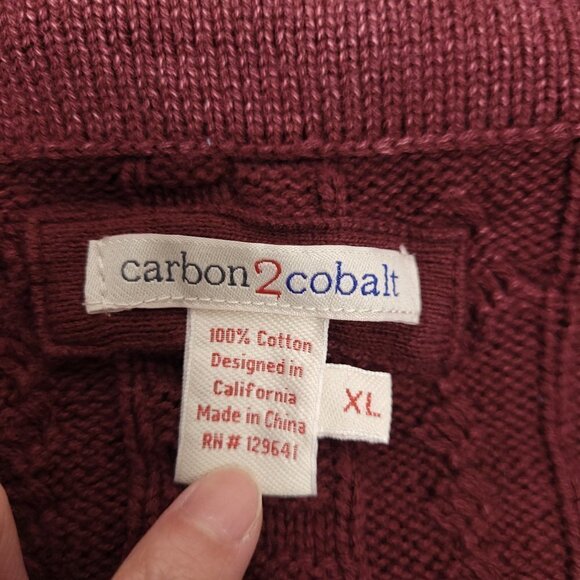 carbon2cobalt
100% Cotton
Designed in
California
Made in China
RN# 129641
XL